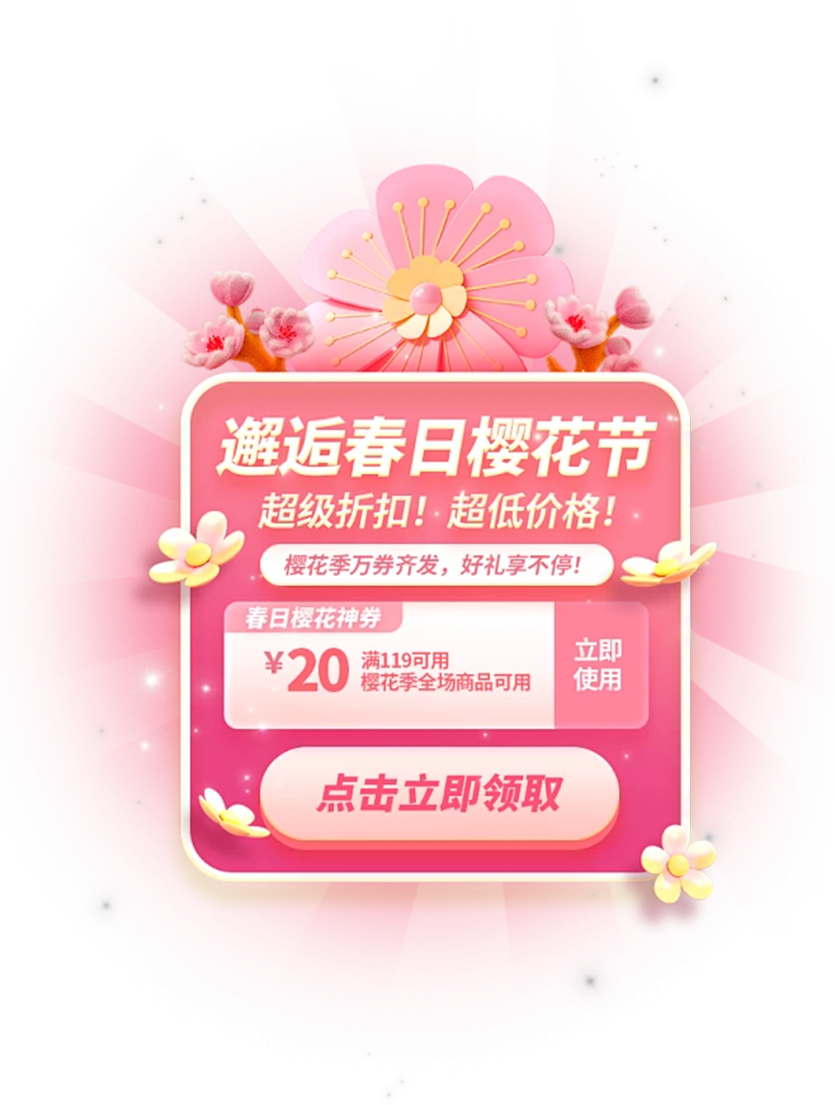 邂逅春日樱花节
超级折扣！超低价格！
樱花季万券齐发，好礼享不停！
春日樱花神券
¥20
满119可用
樱花季全场商品可用
立即
使用
点击立即领取